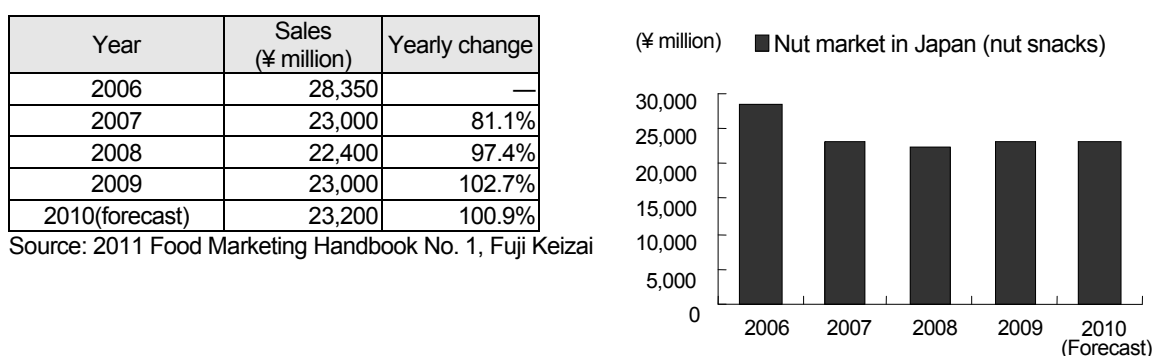 Year Sales (¥ million) Yearly change
2006 28,350 —
2007 23,000 81.1%
2008 22,400 97.4%
2009 23,000 102.7%
2010(forecast) 23,200 100.9%
Source: 2011 Food Marketing Handbook No. 1, Fuji Keizai
(¥ million) Nut market in Japan (nut snacks)
30,000
25,000
20,000
15,000
10,000
5,000
0
2006 2007 2008 2009 2010
(Forecast)